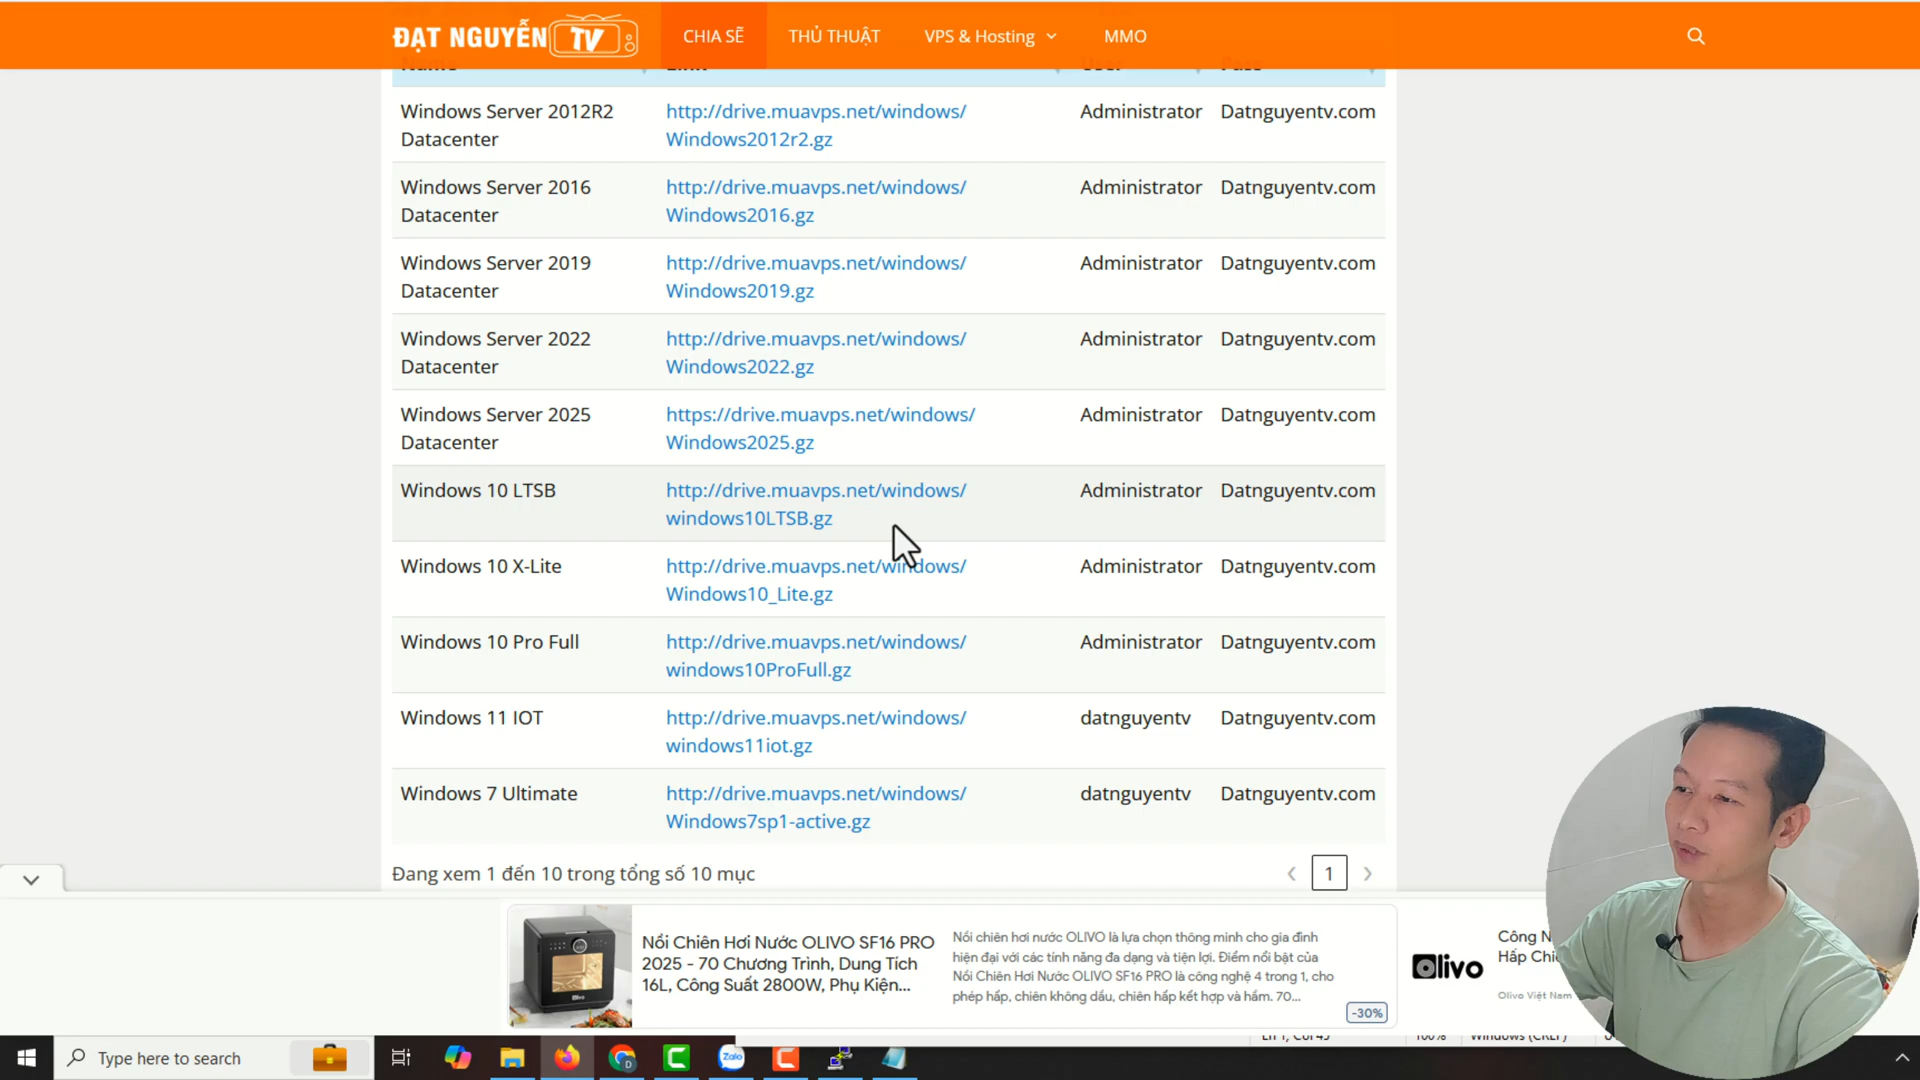 ĐẠT NGUYỄN TV
CHIA SẼ
THỦ THUẬT
VPS & Hosting
MMO
Windows Server 2012R2
Datacenter
http://drive.muavps.net/windows/
Windows2012r2.gz
Administrator
Datnguyentv.com
Windows Server 2016
Datacenter
http://drive.muavps.net/windows/
Windows2016.gz
Administrator
Datnguyentv.com
Windows Server 2019
Datacenter
http://drive.muavps.net/windows/
Windows2019.gz
Administrator
Datnguyentv.com
Windows Server 2022
Datacenter
http://drive.muavps.net/windows/
Windows2022.gz
Administrator
Datnguyentv.com
Windows Server 2025
Datacenter
https://drive.muavps.net/windows/
Windows2025.gz
Administrator
Datnguyentv.com
Windows 10 LTSB
http://drive.muavps.net/windows/
windows10LTSB.gz
Administrator
Datnguyentv.com
Windows 10 X-Lite
http://drive.muavps.net/windows/
Windows10_Lite.gz
Administrator
Datnguyentv.com
Windows 10 Pro Full
http://drive.muavps.net/windows/
windows10ProFull.gz
Administrator
Datnguyentv.com
Windows 11 IOT
http://drive.muavps.net/windows/
windows11iot.gz
datnguyentv
Datnguyentv.com
Windows 7 Ultimate
http://drive.muavps.net/windows/
Windows7sp1-active.gz
datnguyentv
Datnguyentv.com
Đang xem 1 đến 10 trong tổng số 10 mục
1
Nồi Chiên Hơi Nước OLIVO SF16 PRO
2025 - 70 Chương Trình, Dung Tích
16L, Công Suất 2800W, Phụ Kiện...
Nồi chiên hơi nước OLIVO là lựa chọn thông minh cho gia đình
hiện đại với các tính năng đa dạng và tiện lợi. Điểm nổi bật của
Nồi Chiên Hơi Nước OLIVO SF16 PRO là công nghệ 4 trong 1, cho
phép hấp, chiên không dầu, chiên hấp kết hợp và hầm. 70...
-30%
Olivo
Công N
Hấp Chi
Olivo Việt Nam
Type here to search
Zalo